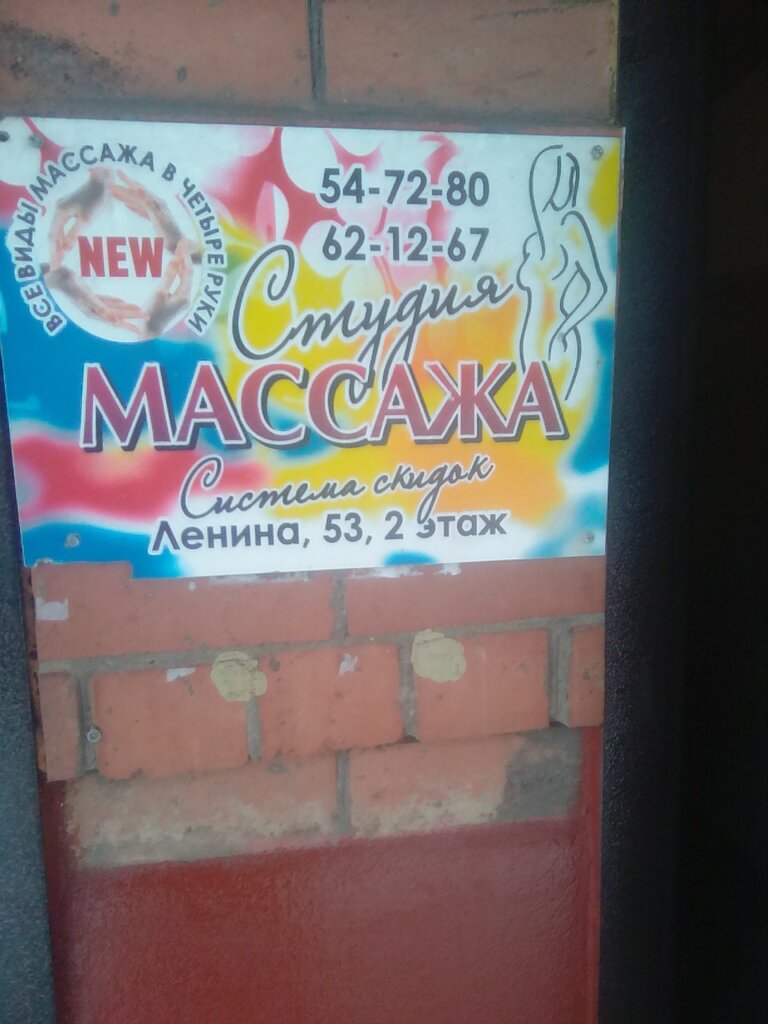 ВСЕ ВИДЫ МАССАЖА В ЧЕТЫРЕ РУКИ
NEW
54-72-80
62-12-67
Студия
МАССАЖА
Система скидок
Ленина, 53, 2 этаж